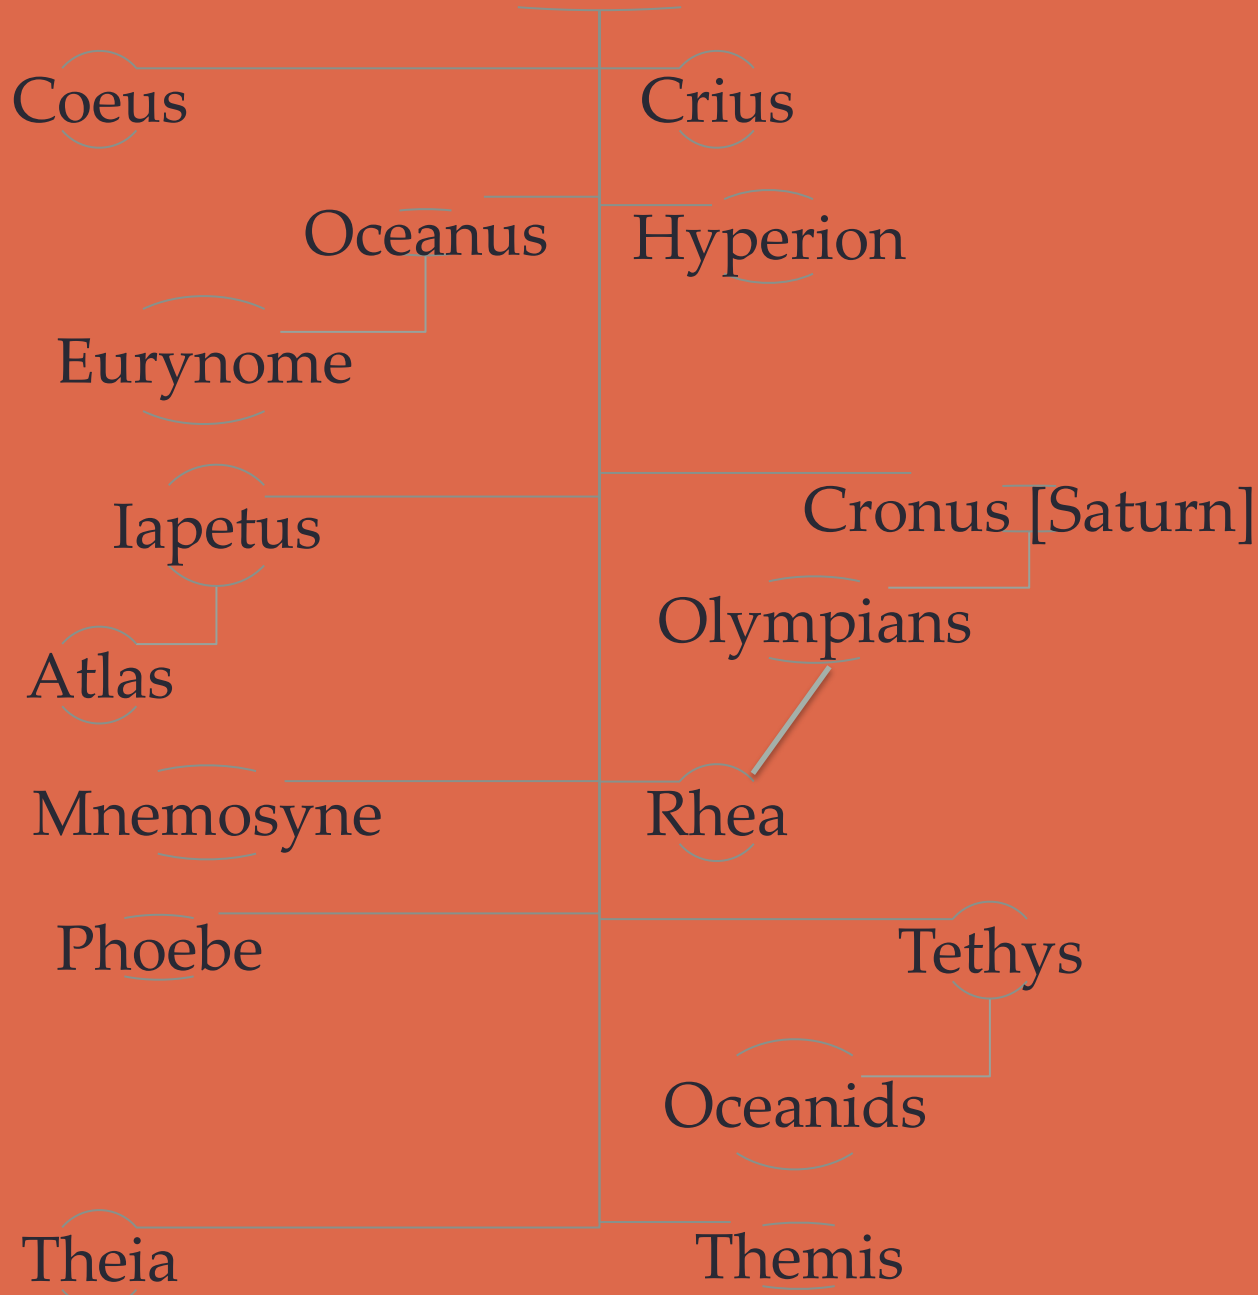 Coeus
Crius
Oceanus
Hyperion
Eurynome
Iapetus
Cronus [Saturn]
Olympians
Atlas
Mnemosyne
Rhea
Phoebe
Tethys
Oceanids
Theia
Themis